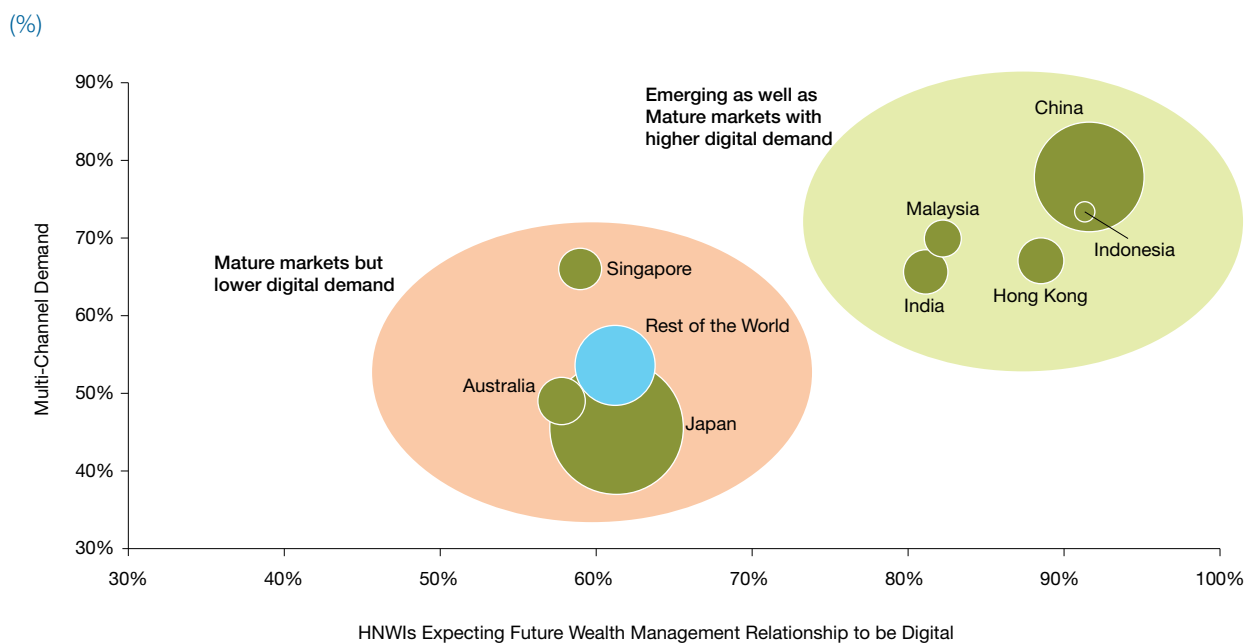 (%)
Multi-Channel Demand
90%
80%
70%
60%
50%
40%
30%
Emerging as well as
Mature markets with
higher digital demand
China
Malaysia
Indonesia
India
Hong Kong
Mature markets but
lower digital demand
Singapore
Rest of the World
Australia
Japan
30%
40%
50%
60%
70%
80%
90%
100%
HNWIs Expecting Future Wealth Management Relationship to be Digital